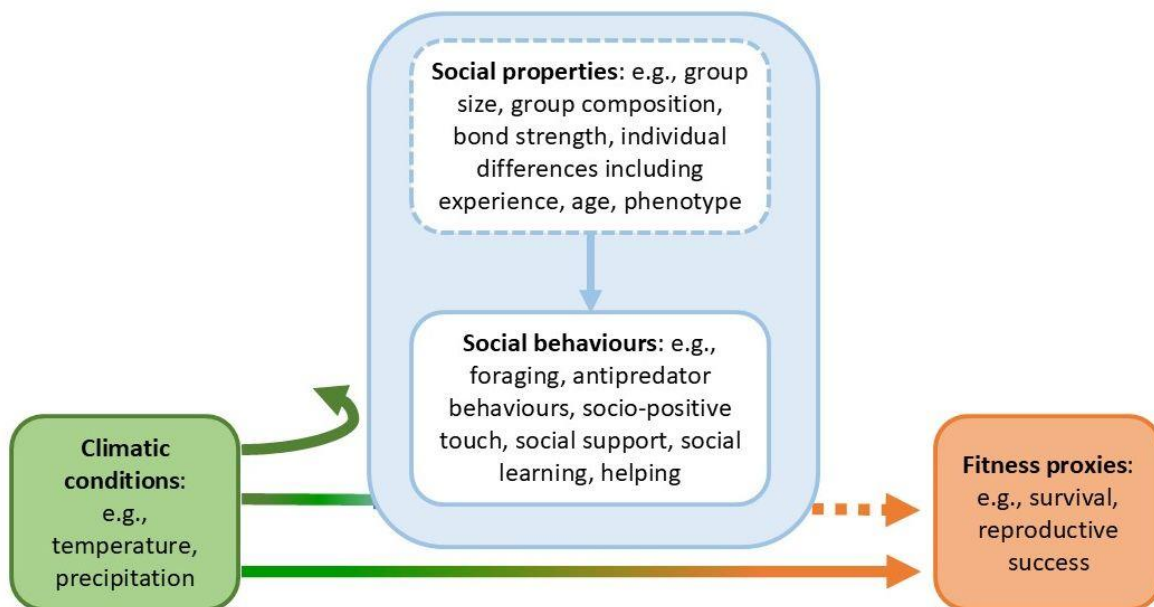 Social properties: e.g., group
size, group composition,
bond strength, individual
differences including
experience, age, phenotype
Social behaviours: e.g.,
foraging, antipredator
behaviours, socio-positive
touch, social support, social
learning, helping
Climatic
conditions:
e.g.,
temperature,
precipitation
Fitness proxies:
e.g., survival,
reproductive
success